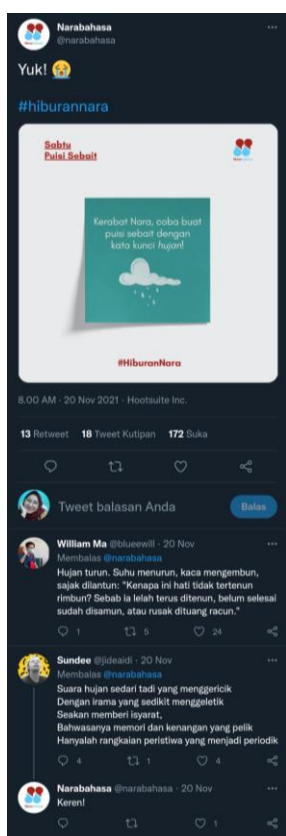 Narabahasa
@narabahasa
Yuk! 😭
#hiburannara
Sabtu
Puisi Sebait
Kerabat Nara, coba buat
puisi sebait dengan
kata kunci hujan!
#HiburanNara
8.00 AM · 20 Nov 2021 · Hootsuite Inc.
13 Retweet 18 Tweet Kutipan 172 Suka
Tweet balasan Anda Balas
William Ma @blueewill · 20 Nov
Membalas @narabahasa
Hujan turun. Suhu menurun, kaca mengembun,
sajak dilantun: "Kenapa ini hati tidak tertenun
rimbun? Sebab ia lelah terus ditenun, belum selesai
sudah disamun, atau rusak dituang racun."
1 5 24
Sundee @jideaidi · 20 Nov
Membalas @narabahasa
Suara hujan sedari tadi yang menggericik
Dengan irama yang sedikit menggeletik
Seakan memberi isyarat,
Bahwasanya memori dan kenangan yang pelik
Hanyalah rangkaian peristiwa yang menjadi periodik
4 1 4
Narabahasa @narabahasa · 20 Nov
Keren!
1